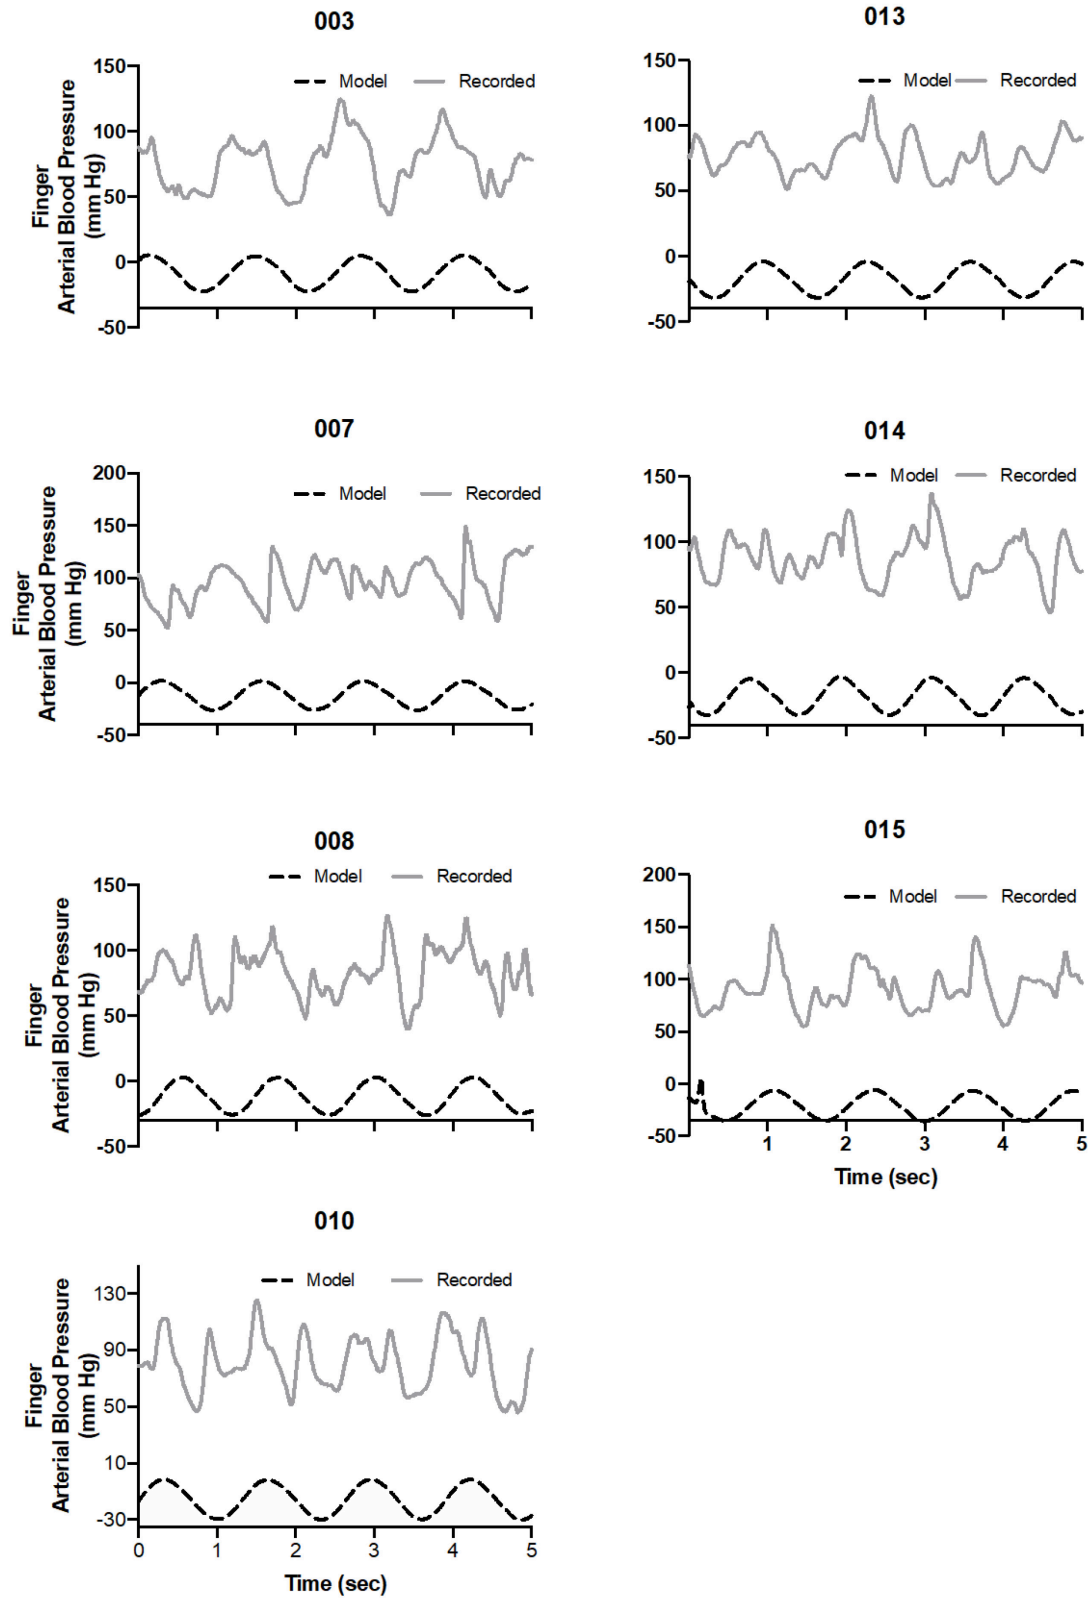 003
Model
Recorded
150
100
50
0
-50
Finger
Arterial Blood Pressure
(mm Hg)
013
Model
Recorded
150
100
50
0
-50
007
Model
Recorded
200
150
100
50
0
-50
Finger
Arterial Blood Pressure
(mm Hg)
014
Model
Recorded
150
100
50
0
-50
008
Model
Recorded
150
100
50
0
-50
Finger
Arterial Blood Pressure
(mm Hg)
015
Model
Recorded
200
150
100
50
0
-50
1 2 3 4 5
Time (sec)
010
Model
Recorded
130
90
50
10
-30
Finger
Arterial Blood Pressure
(mm Hg)
0 1 2 3 4 5
Time (sec)